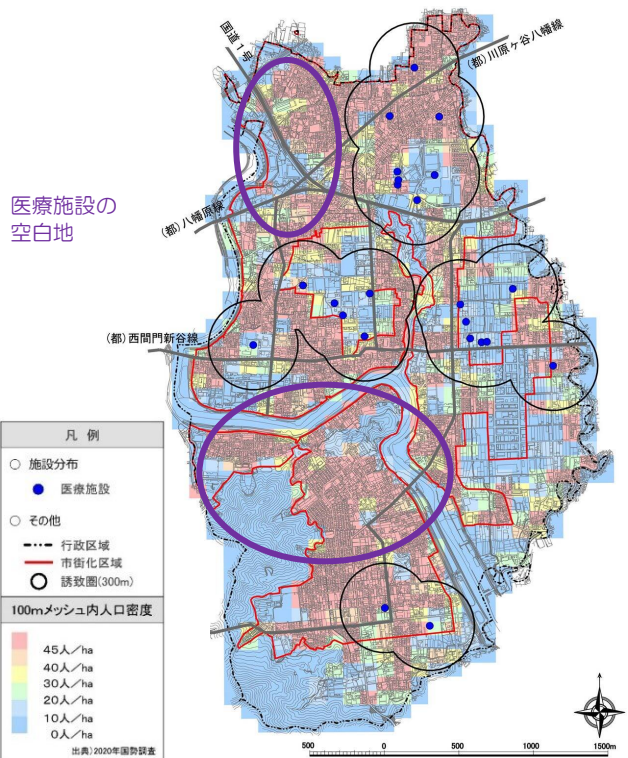 国道1号
(都)川原ヶ谷八幡線
医療施設の
空白地
(都)八幡原線
(都)西間門新谷線
凡 例
○ 施設分布
医療施設
○ その他
行政区域
市街化区域
誘致圏(300m)
100mメッシュ内人口密度
45人/ha
40人/ha
30人/ha
20人/ha
10人/ha
0人/ha
出典)2020年国勢調査
500 0 500 1000 1500m